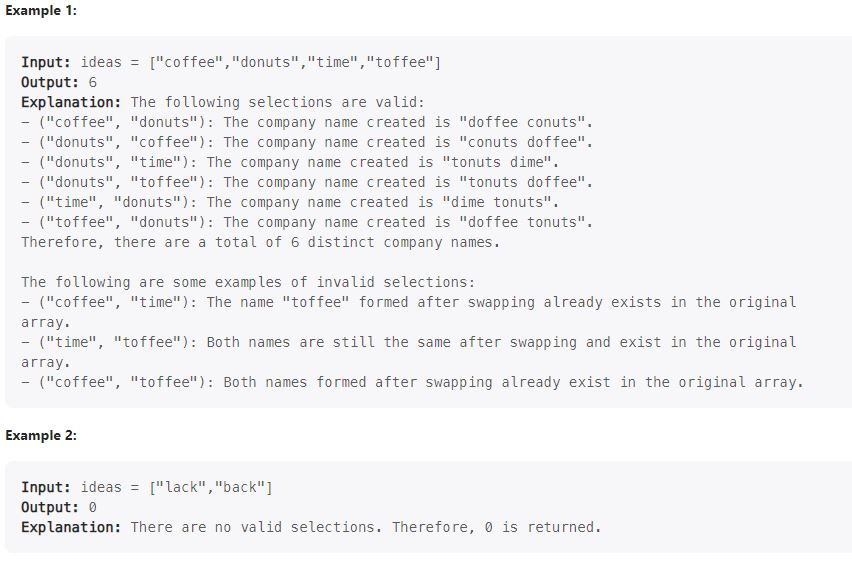 Example 1:
Input: ideas = ["coffee","donuts","time","toffee"]
Output: 6
Explanation: The following selections are valid:
- ("coffee", "donuts"): The company name created is "doffee conuts".
- ("donuts", "coffee"): The company name created is "conuts doffee".
- ("donuts", "time"): The company name created is "tonuts dime".
- ("donuts", "toffee"): The company name created is "tonuts doffee".
- ("time", "donuts"): The company name created is "dime tonuts".
- ("toffee", "donuts"): The company name created is "doffee tonuts".
Therefore, there are a total of 6 distinct company names.
The following are some examples of invalid selections:
- ("coffee", "time"): The name "toffee" formed after swapping already exists in the original
array.
- ("time", "toffee"): Both names are still the same after swapping and exist in the original
array.
- ("coffee", "toffee"): Both names formed after swapping already exist in the original array.
Example 2:
Input: ideas = ["lack","back"]
Output: 0
Explanation: There are no valid selections. Therefore, 0 is returned.